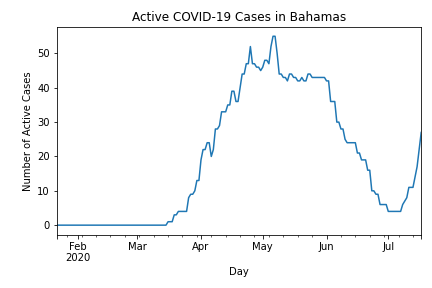 Active COVID-19 Cases in Bahamas
Number of Active Cases
50
40
30
20
10
0
Feb Mar Apr May Jun Jul
2020
Day